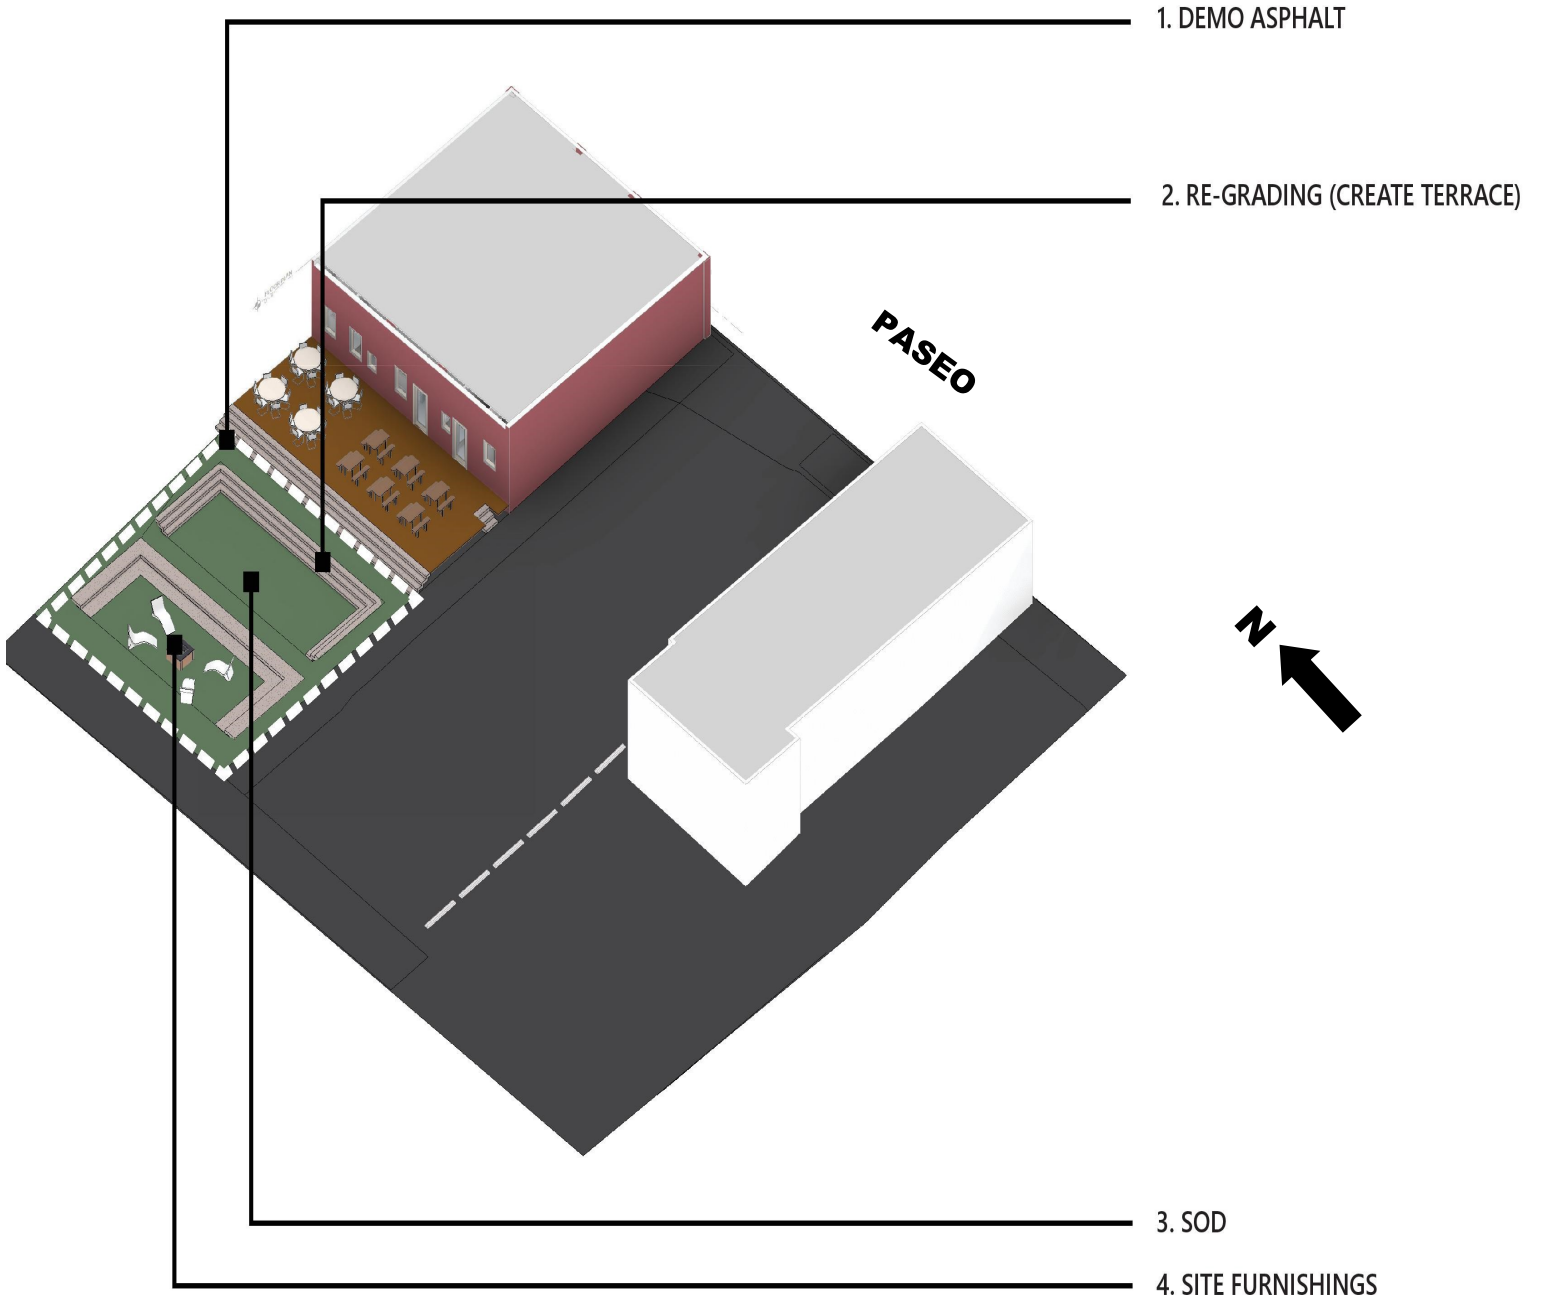 1. DEMO ASPHALT
2. RE-GRADING (CREATE TERRACE)
PASEO
N
3. SOD
4. SITE FURNISHINGS